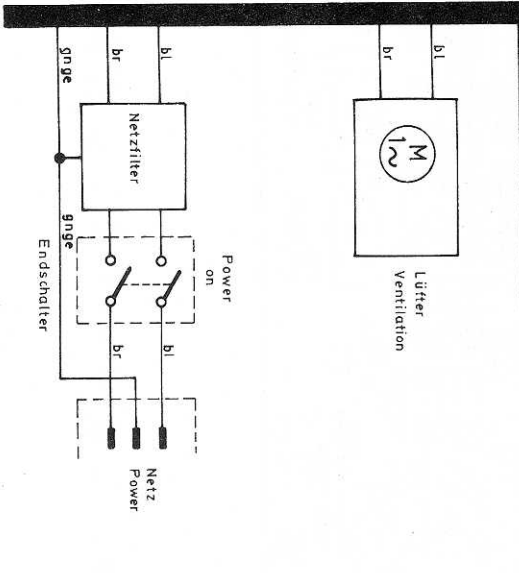 gnge
br
bl
br
bl
Netzfilter
M
1~
gnge
Endschalter
Power
on
Lüfter
Ventilation
br
bl
Netz
Power